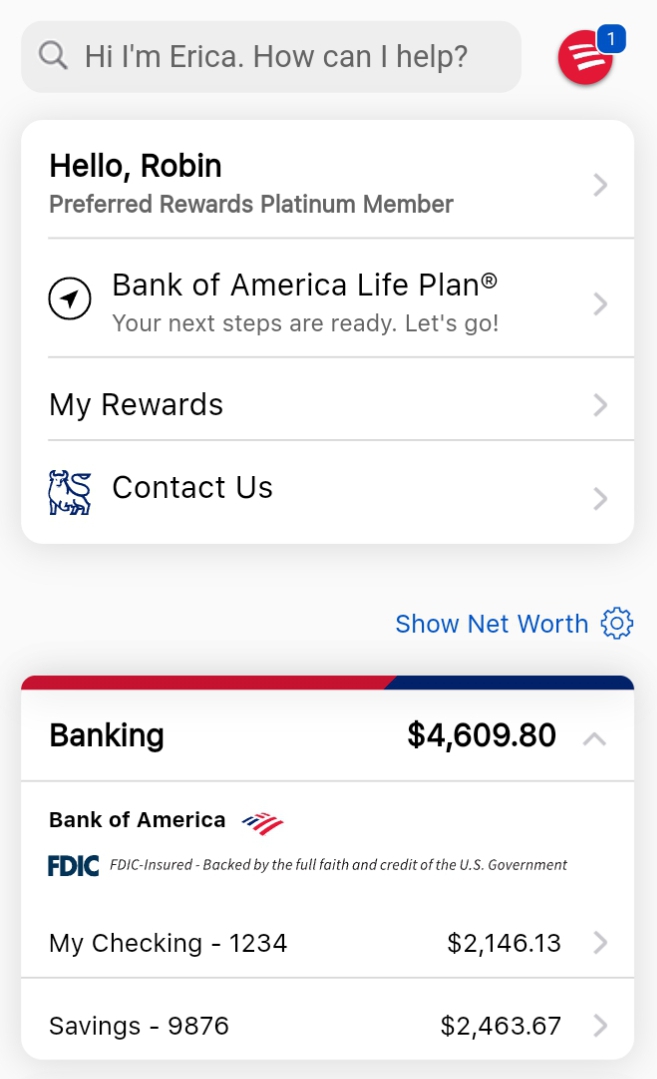 Hi I'm Erica. How can I help?
1
Hello, Robin
Preferred Rewards Platinum Member
Bank of America Life Plan®
Your next steps are ready. Let's go!
My Rewards
Contact Us
Show Net Worth
Banking $4,609.80
Bank of America
FDIC FDIC-Insured - Backed by the full faith and credit of the U.S. Government
My Checking - 1234 $2,146.13
Savings - 9876 $2,463.67